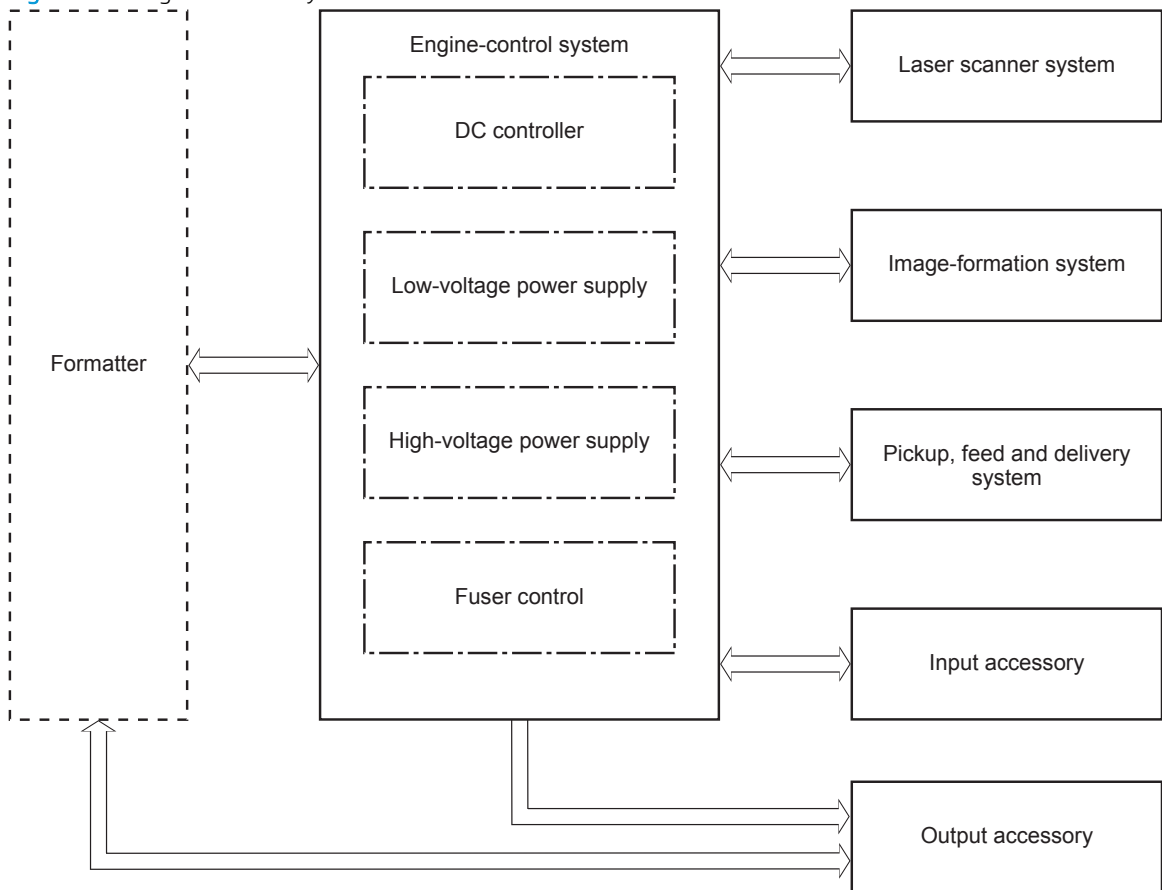 Engine-control system
DC controller
Low-voltage power supply
High-voltage power supply
Fuser control
Formatter
Laser scanner system
Image-formation system
Pickup, feed and delivery
system
Input accessory
Output accessory